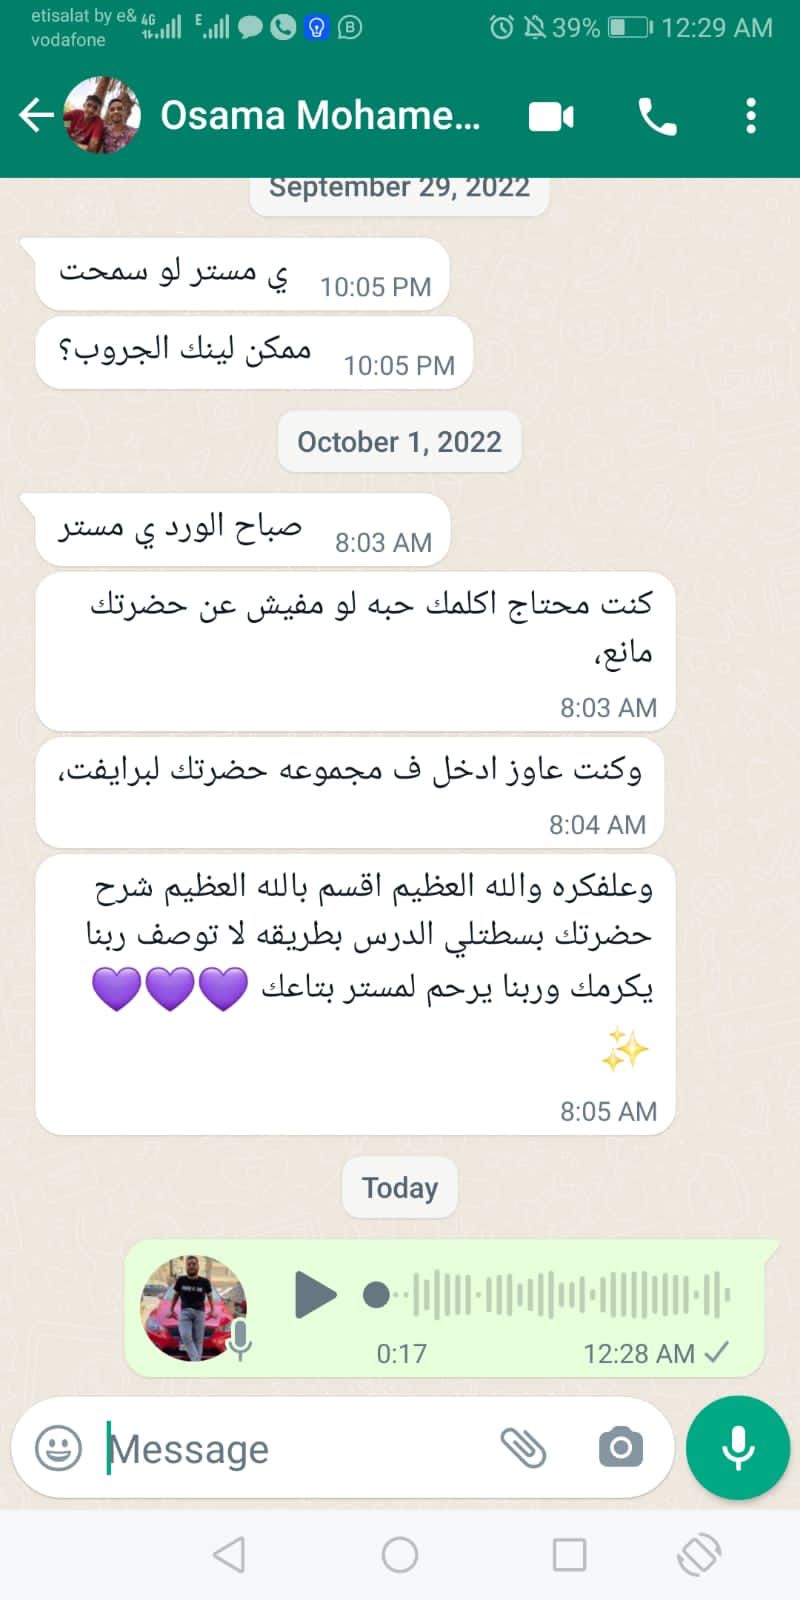 etisalat by e&
vodafone
4G
E
B
39%
12:29 AM
Osama Mohame...
September 29, 2022
ي مستر لو سمحت
10:05 PM
ممكن لينك الجروب؟
10:05 PM
October 1, 2022
صباح الورد ي مستر
8:03 AM
كنت محتاج اكلمك حبه لو مفيش عن حضرتك
مانع،
8:03 AM
وكنت عاوز ادخل ف مجموعه حضرتك لبرايفت،
8:04 AM
وعلفكره والله العظيم اقسم بالله العظيم شرح
حضرتك بسطتلي الدرس بطريقه لا توصف ربنا
يكرمك وربنا يرحم لمستر بتاعك 💜💜💜
✨
8:05 AM
Today
0:17
12:28 AM
Message